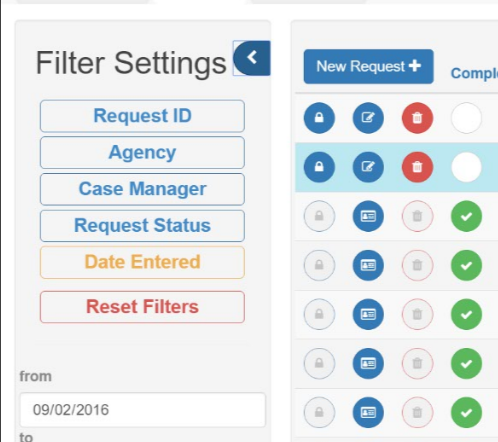 Filter Settings
New Request
Request ID
Agency
Case Manager
Request Status
Date Entered
Reset Filters
from
09/02/2016
to